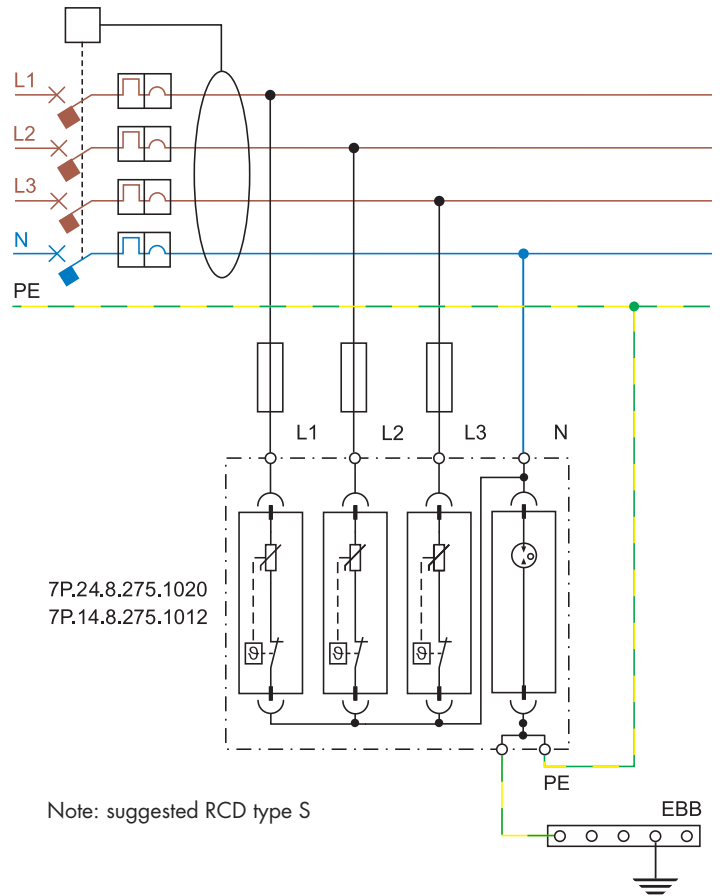 L1
L2
L3
N
PE
L1 L2 L3 N
7P.24.8.275.1020
7P.14.8.275.1012
ϑ ϑ ϑ
PE
Note: suggested RCD type S
EBB